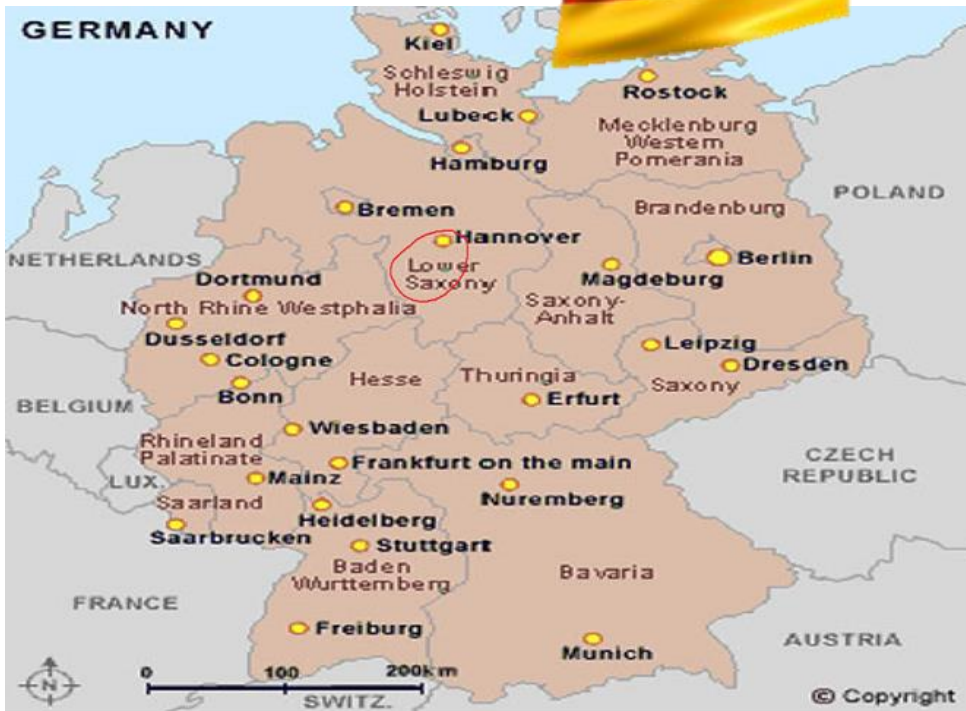 GERMANY
Kiel
Schleswig
Holstein
Rostock
Lubeck
Mecklenburg
Western
Pomerania
Hamburg
POLAND
Bremen
Brandenburg
Hannover
NETHERLANDS
Lower
Saxony
Berlin
Dortmund
Magdeburg
North Rhine Westphalia
Saxony-
Anhalt
Dusseldorf
Leipzig
Cologne
Dresden
Hesse
Thuringia
Saxony
Bonn
Erfurt
BELGIUM
Wiesbaden
Rhineland
Palatinate
Frankfurt on the main
CZECH
REPUBLIC
LUX.
Mainz
Nuremberg
Saarland
Heidelberg
Saarbrucken
Stuttgart
Baden
Wurttemberg
Bavaria
FRANCE
Freiburg
AUSTRIA
Munich
0 100 200km
N
SWITZ.
© Copyright